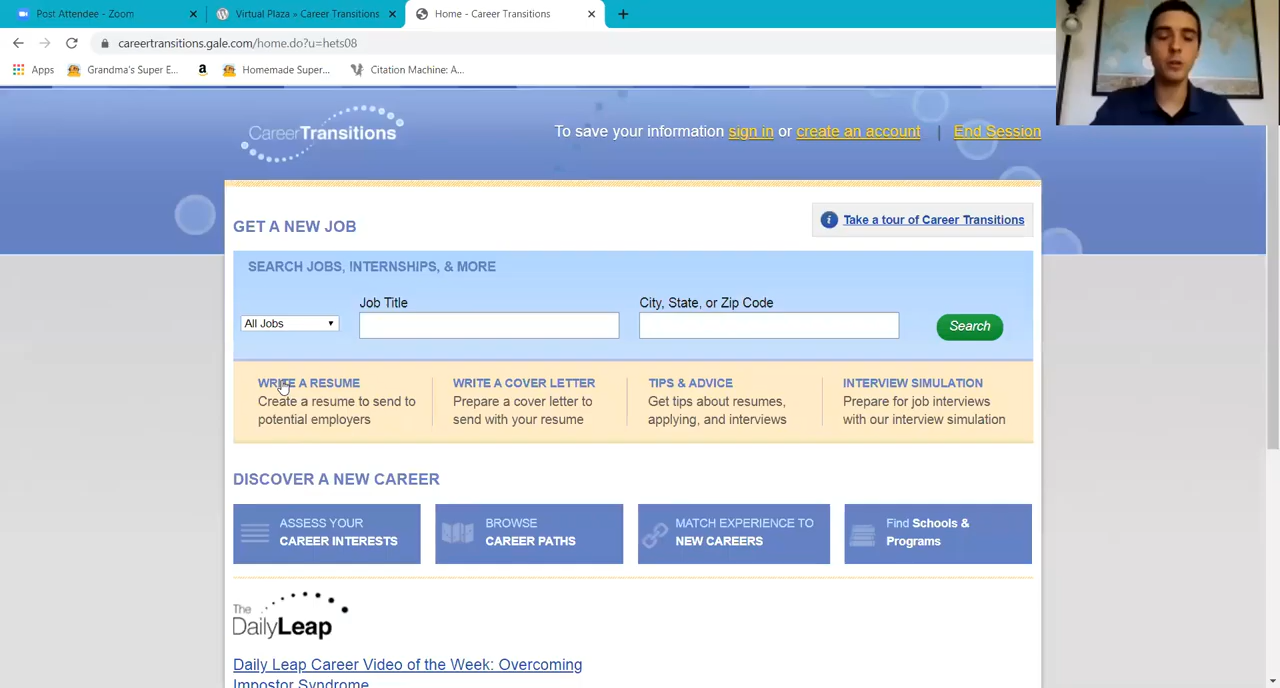 Post Attendee - Zoom
Virtual Plaza » Career Transitions
Home - Career Transitions
careertransitions.gale.com/home.do?u=hets08
Apps
Grandma's Super E...
Homemade Super...
Citation Machine: A...
CareerTransitions
To save your information sign in or create an account | End Session
GET A NEW JOB
Take a tour of Career Transitions
SEARCH JOBS, INTERNSHIPS, & MORE
Job Title
City, State, or Zip Code
All Jobs
Search
WRITE A RESUME
Create a resume to send to
potential employers
WRITE A COVER LETTER
Prepare a cover letter to
send with your resume
TIPS & ADVICE
Get tips about resumes,
applying, and interviews
INTERVIEW SIMULATION
Prepare for job interviews
with our interview simulation
DISCOVER A NEW CAREER
ASSESS YOUR
CAREER INTERESTS
BROWSE
CAREER PATHS
MATCH EXPERIENCE TO
NEW CAREERS
Find Schools &
Programs
The
DailyLeap
Daily Leap Career Video of the Week: Overcoming
Impostor Syndrome